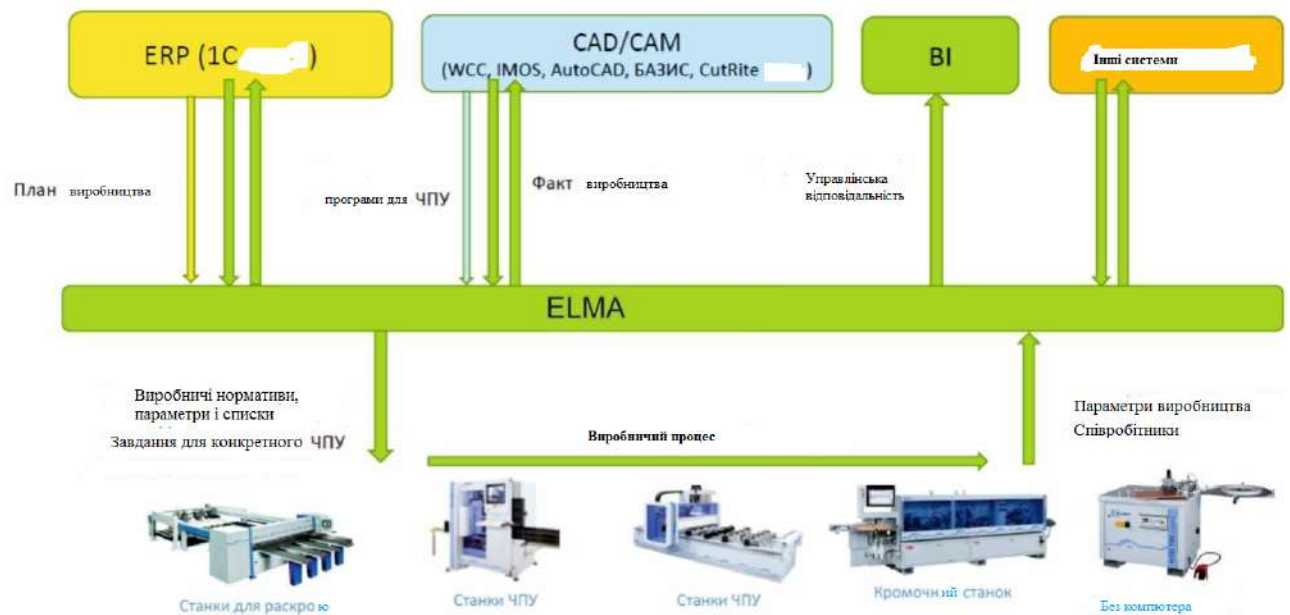 ERP (1C )
CAD/CAM
(WCC, IMOS, AutoCAD, БАЗИС, CutRite )
BI
Інші системи
План виробництва
програми для ЧПУ
Факт виробництва
Управлінська
відповідальність
ELMA
Виробничі нормативи,
параметри і списки
Завдання для конкретного ЧПУ
Виробничий процес
Параметри виробництва
Співробітники
Станки для раскрою
Станки ЧПУ
Станки ЧПУ
Кромочний станок
Без компютера